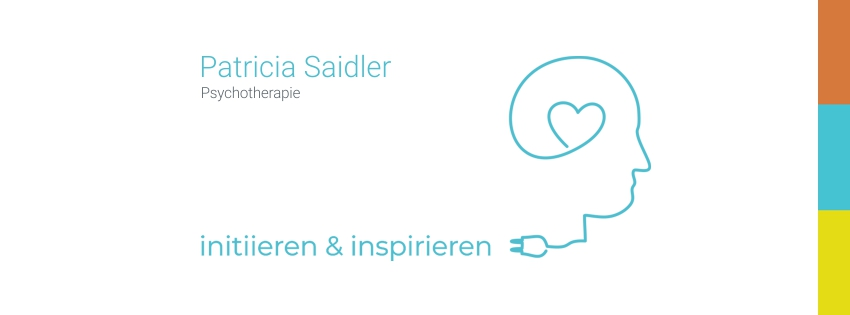 Patricia Saidler
Psychotherapie
initiieren & inspirieren